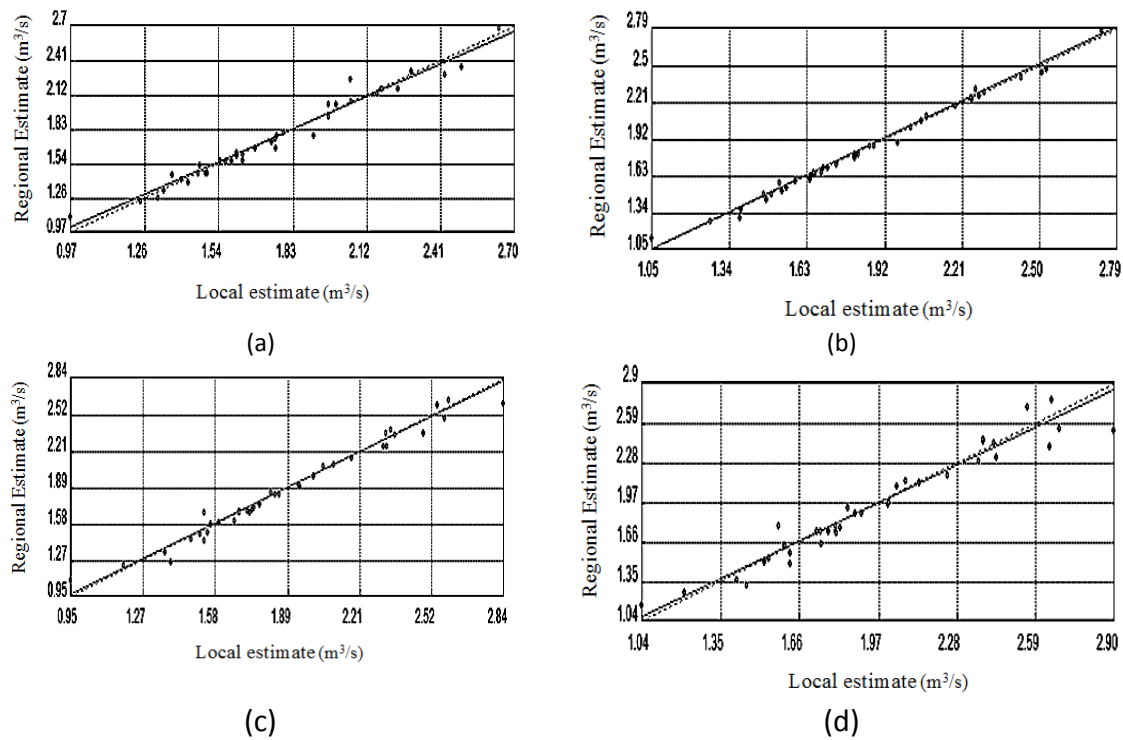 Regional Estimate (m³/s)
2.7
2.41
2.12
1.83
1.54
1.26
0.97
0.97 1.26 1.54 1.83 2.12 2.41 2.70
Local estimate (m³/s)
(a)
Regional Estimate (m³/s)
2.79
2.5
2.21
1.92
1.63
1.34
1.05
1.05 1.34 1.63 1.92 2.21 2.50 2.79
Local estimate (m³/s)
(b)
Regional Estimate (m³/s)
2.84
2.52
2.21
1.89
1.58
1.27
0.95
0.95 1.27 1.58 1.89 2.21 2.52 2.84
Local estimate (m³/s)
(c)
Regional Estimate (m³/s)
2.9
2.59
2.28
1.97
1.66
1.35
1.04
1.04 1.35 1.66 1.97 2.28 2.59 2.90
Local estimate (m³/s)
(d)